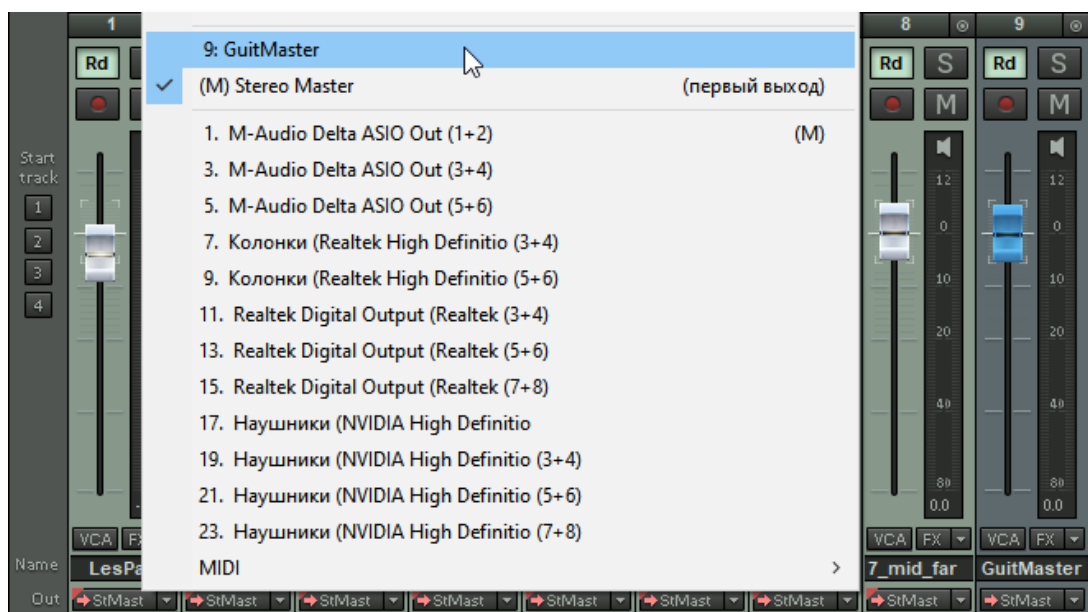 1
8
9
9: GuitMaster
Rd
Rd
S
Rd
S
(M) Stereo Master (первый выход)
M
M
1. M-Audio Delta ASIO Out (1+2) (M)
Start
track
3. M-Audio Delta ASIO Out (3+4)
12
12
1
5. M-Audio Delta ASIO Out (5+6)
0
0
2
7. Колонки (Realtek High Definitio (3+4)
3
9. Колонки (Realtek High Definitio (5+6)
10
10
4
11. Realtek Digital Output (Realtek (3+4)
20
20
13. Realtek Digital Output (Realtek (5+6)
15. Realtek Digital Output (Realtek (7+8)
40
40
17. Наушники (NVIDIA High Definitio
19. Наушники (NVIDIA High Definitio (3+4)
80
80
21. Наушники (NVIDIA High Definitio (5+6)
0.0
0.0
23. Наушники (NVIDIA High Definitio (7+8)
VCA
VCA FX
VCA FX
MIDI
Name
LesPa
7_mid_far
GuitMaster
Out
StMast
StMast
StMast
StMast
StMast
StMast
StMast
StMast
StMast